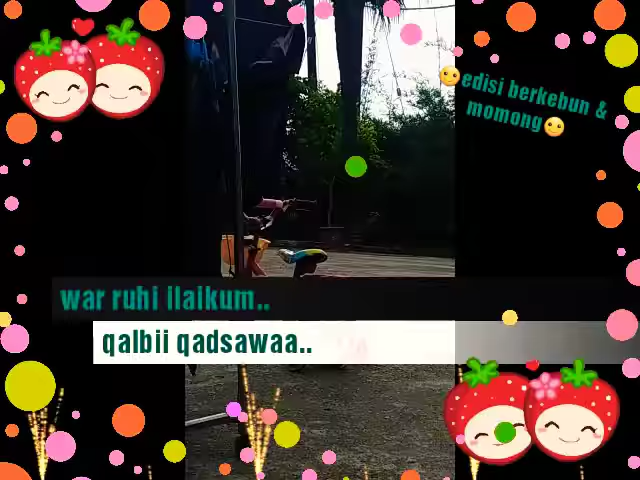 edisi berkebun &
momong
war ruhi ilaikum..
qalbii qadsawaa..